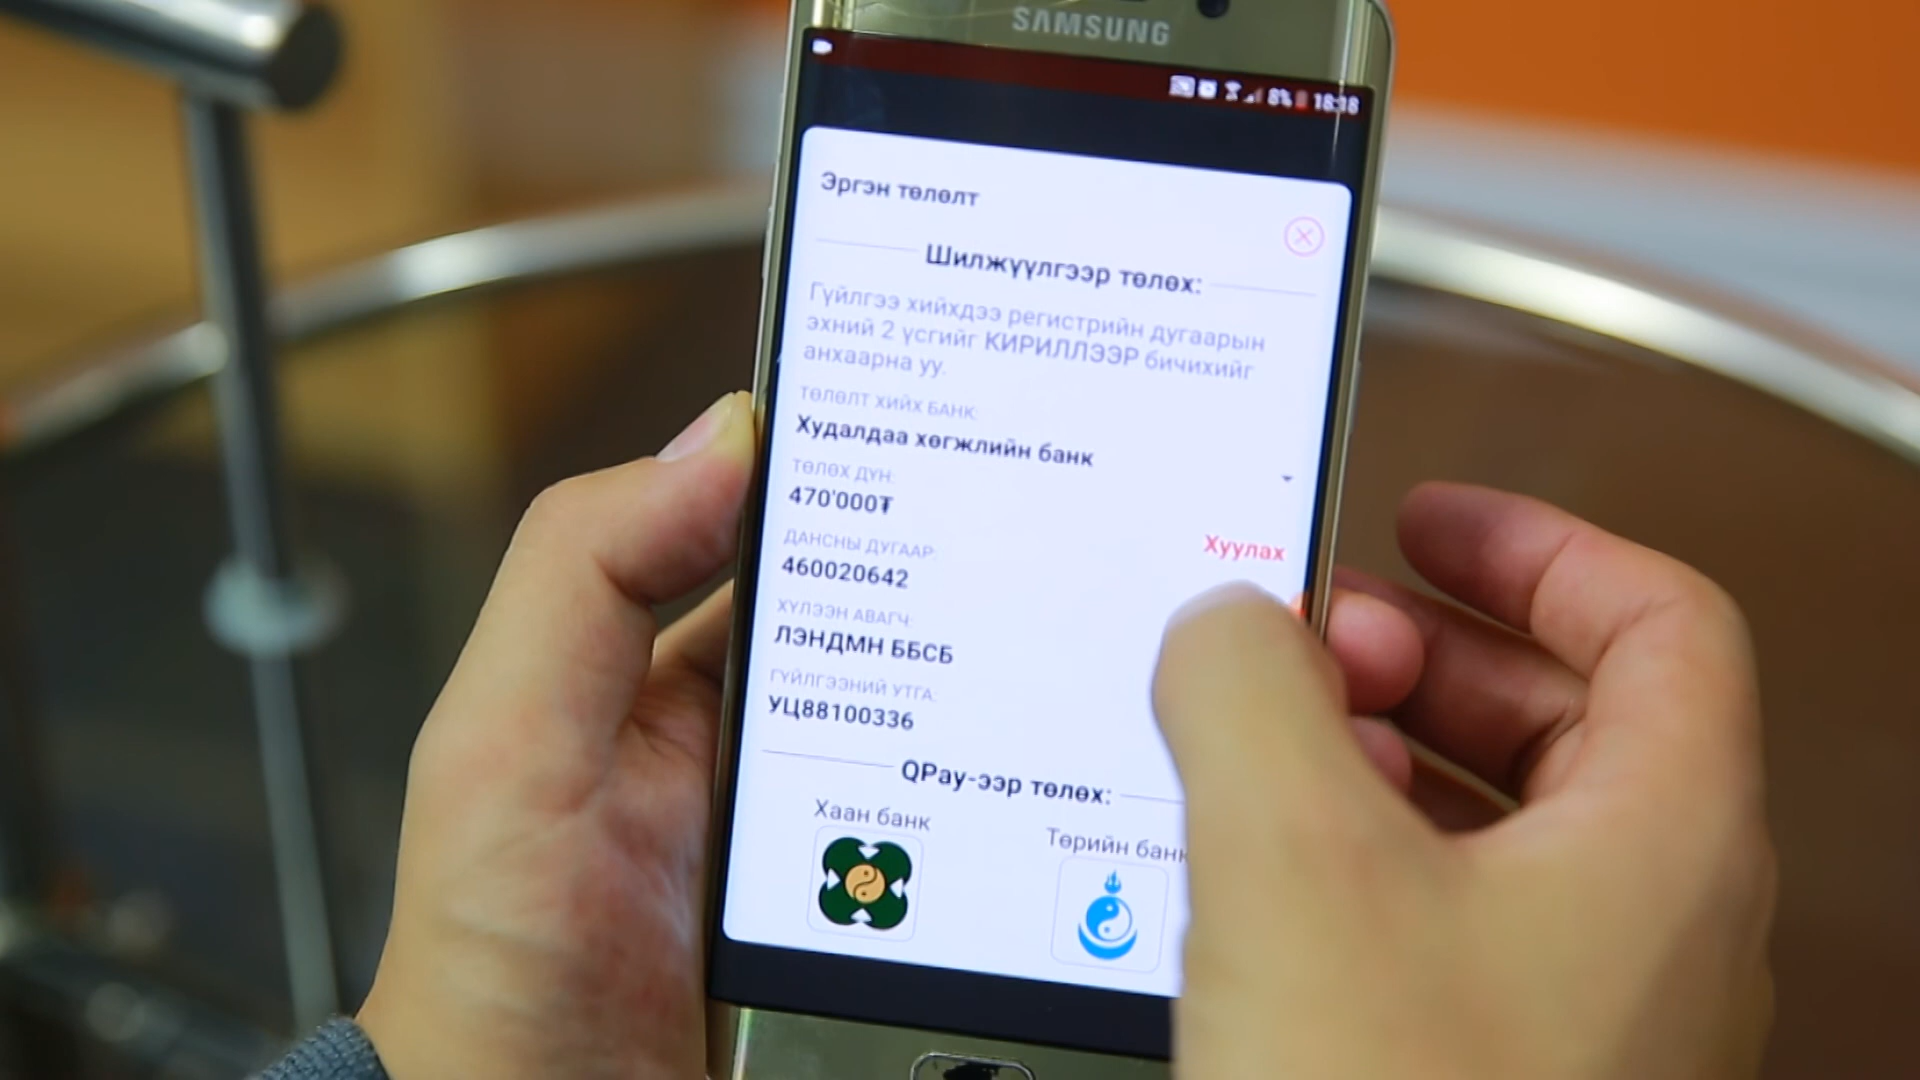 SAMSUNG
8% 18:18
Эргэн төлөлт
Шилжүүлгээр төлөх:
Гүйлгээ хийхдээ регистрийн дугаарын
эхний 2 үсгийг КИРИЛЛЭЭР бичихийг
анхаарна уу.
ТӨЛӨЛТ ХИЙХ БАНК:
Худалдаа хөгжлийн банк
ТӨЛӨХ ДҮН:
470'000₮
Хуулах
ДАНСНЫ ДУГААР:
460020642
ХҮЛЭЭН АВАГЧ:
ЛЭНДМН ББСБ
ГҮЙЛГЭЭНИЙ УТГА:
УЦ88100336
QPay-ээр төлөх:
Хаан банк
Төрийн банк